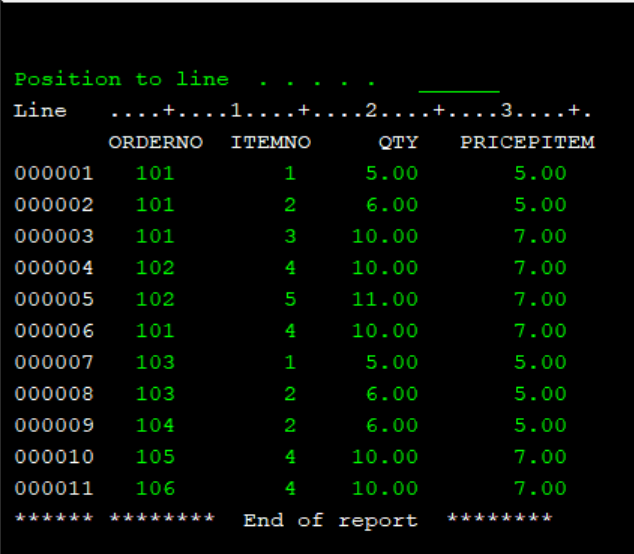 Position to line . . . . .
Line ....+....1....+....2....+....3....+.
ORDERNO ITEMNO QTY PRICEPITEM
000001 101 1 5.00 5.00
000002 101 2 6.00 5.00
000003 101 3 10.00 7.00
000004 102 4 10.00 7.00
000005 102 5 11.00 7.00
000006 101 4 10.00 7.00
000007 103 1 5.00 5.00
000008 103 2 6.00 5.00
000009 104 2 6.00 5.00
000010 105 4 10.00 7.00
000011 106 4 10.00 7.00
****** ******** End of report ********